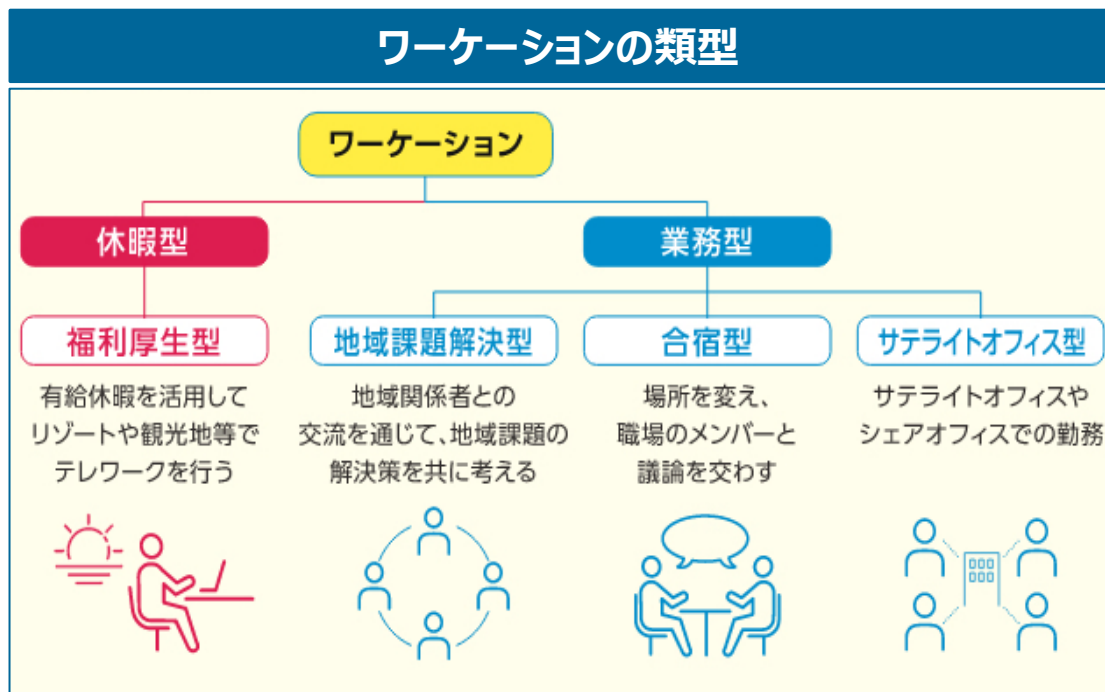 ワーケーションの類型
ワーケーション
休暇型
業務型
福利厚生型
有給休暇を活用して
リゾートや観光地等で
テレワークを行う
地域課題解決型
地域関係者との
交流を通じて、地域課題の
解決策を共に考える
合宿型
場所を変え、
職場のメンバーと
議論を交わす
サテライトオフィス型
サテライトオフィスや
シェアオフィスでの勤務